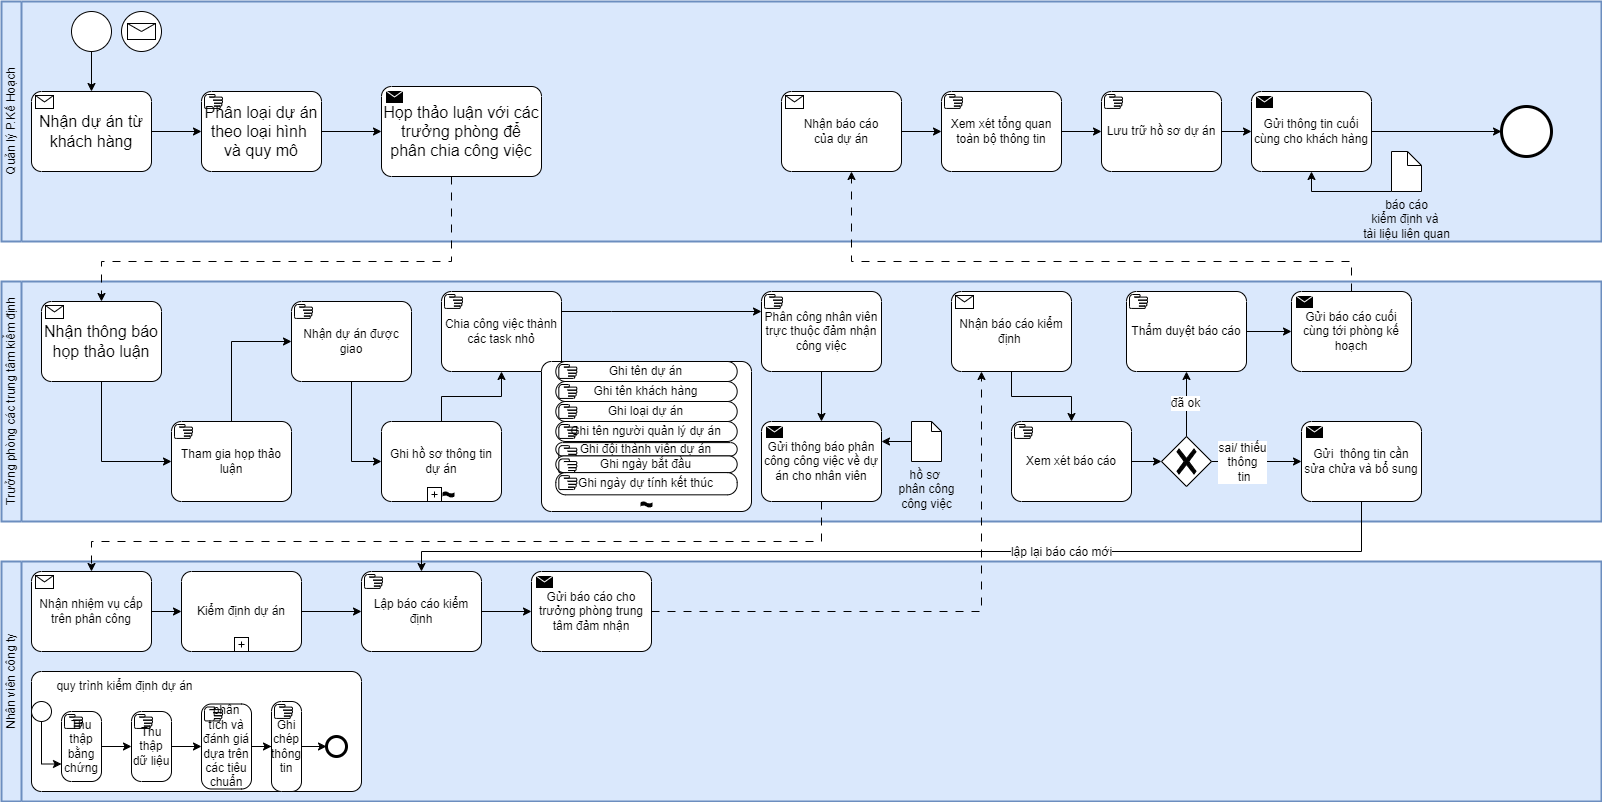 Quản lý P.Kế Hoạch
Nhận dự án từ
khách hàng
Phân loại dự án
theo loại hình
và quy mô
Họp thảo luận với các
trưởng phòng để
phân chia công việc
Nhận báo cáo
của dự án
Xem xét tổng quan
toàn bộ thông tin
Lưu trữ hồ sơ dự án
Gửi thông tin cuối
cùng cho khách hàng
báo cáo
kiểm định và
tài liệu liên quan
Trưởng phòng các trung tâm kiểm định
Nhận thông báo
họp thảo luận
Tham gia họp thảo
luận
Nhận dự án được
giao
Ghi hồ sơ thông tin
dự án
Chia công việc thành
các task nhỏ
Ghi tên dự án
Ghi tên khách hàng
Ghi loại dự án
Ghi tên người quản lý dự án
Ghi đội thành viên dự án
Ghi ngày bắt đầu
Ghi ngày dự tính kết thúc
Phân công nhân viên
trực thuộc đảm nhận
công việc
Gửi thông báo phân
công công việc về dự
án cho nhân viên
hồ sơ
phân công
công việc
Nhận báo cáo kiểm
định
Xem xét báo cáo
đã ok
Thẩm duyệt báo cáo
Gửi báo cáo cuối
cùng tới phòng kế
hoạch
sai/ thiếu
thông
tin
Gửi thông tin cần
sửa chửa và bổ sung
lập lại báo cáo mới
Nhân viên công ty
Nhận nhiệm vụ cấp
trên phân công
Kiểm định dự án
Lập báo cáo kiểm
định
Gửi báo cáo cho
trưởng phòng trung
tâm đảm nhận
quy trình kiểm định dự án
Thu
thập
bằng
chứng
Thu
thập
dữ liệu
phân
tích và
đánh giá
dựa trên
các tiêu
chuẩn
Ghi
chép
thông
tin